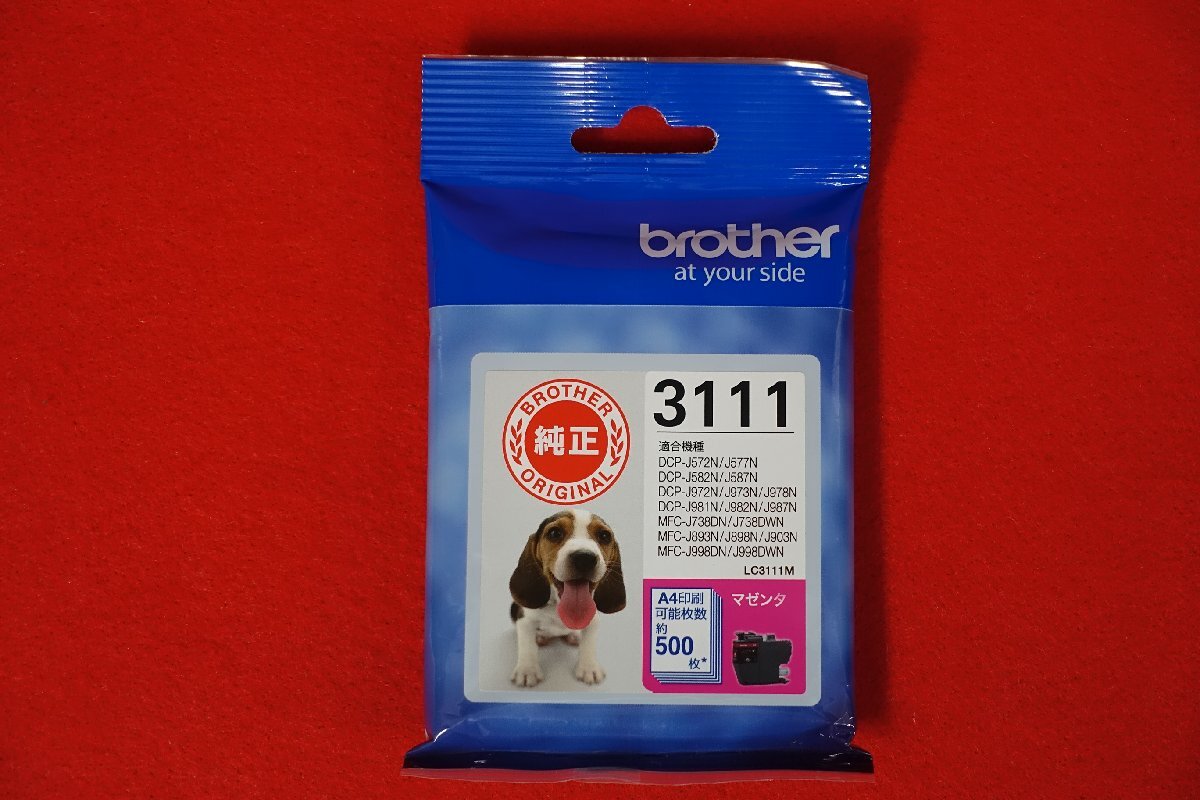 brother
at your side
BROTHER
純正
ORIGINAL
3111
適合機種
DCP-J572N/J577N
DCP-J582N/J587N
DCP-J972N/J973N/J978N
DCP-J981N/J982N/J987N
MFC-J738DN/J738DWN
MFC-J893N/J898N/J903N
MFC-J998DN/J998DWN
LC3111M
A4印刷
可能枚数
約
500
枚*
マゼンタ